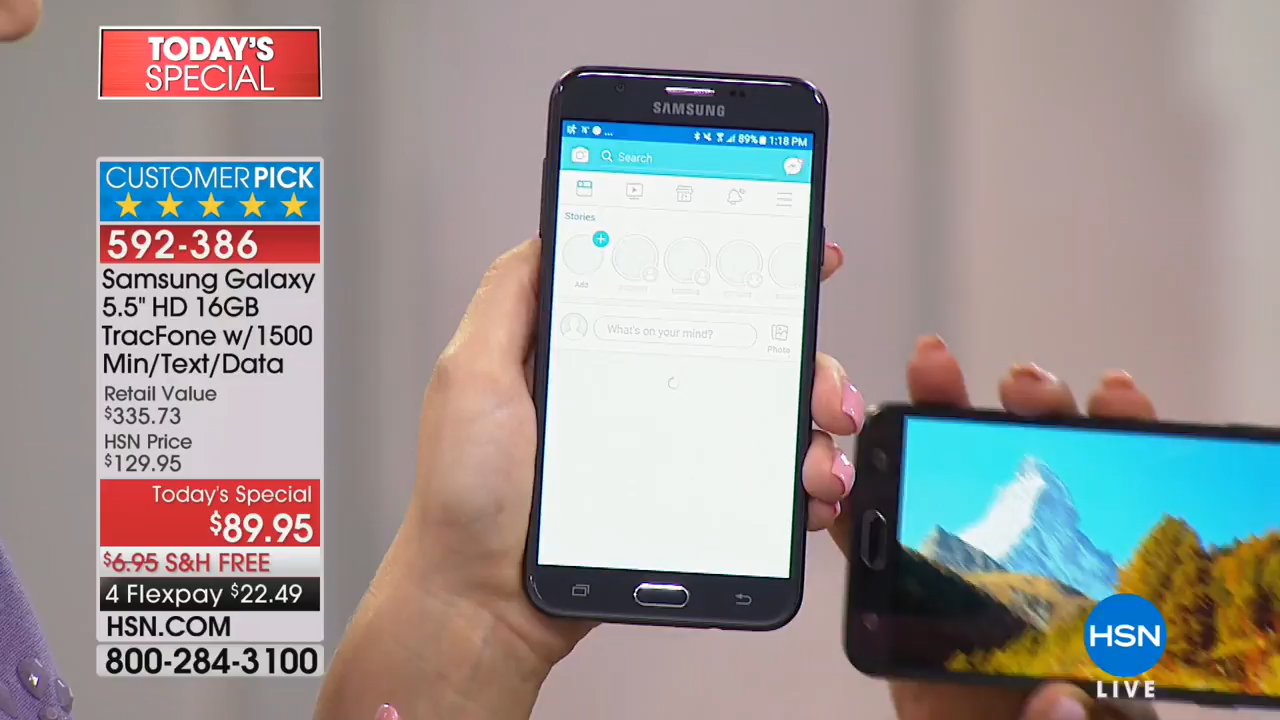 TODAY'S
SPECIAL
CUSTOMER PICK
592-386
Samsung Galaxy
5.5" HD 16GB
TracFone w/1500
Min/Text/Data
Retail Value
$335.73
HSN Price
$129.95
Today's Special
$89.95
$6.95 S&H FREE
4 Flexpay $22.49
HSN.COM
800-284-3100
SAMSUNG
89% 1:18 PM
Search
Stories
Add
What's on your mind?
Photo
HSN
LIVE